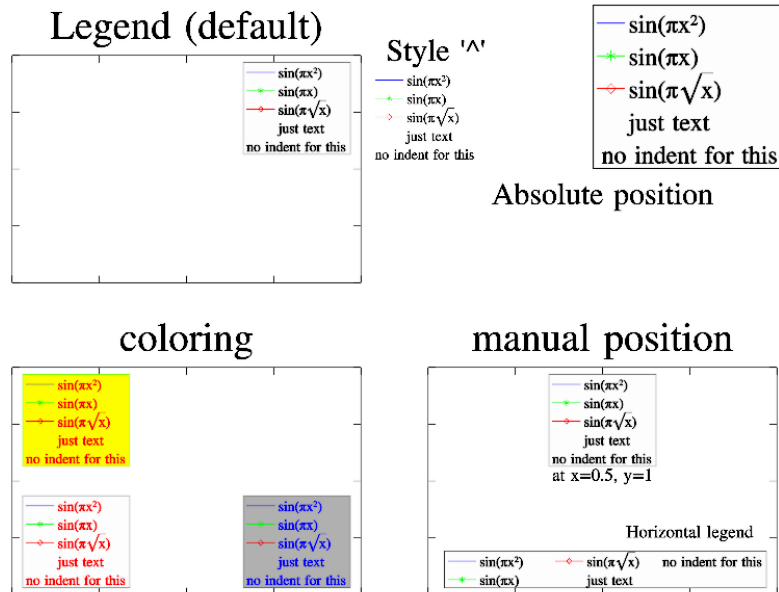 Legend (default)
sin(πx²)
sin(πx)
sin(π√x)
just text
no indent for this
Style '^'
sin(πx²)
sin(πx)
sin(π√x)
just text
no indent for this
sin(πx²)
sin(πx)
sin(π√x)
just text
no indent for this
Absolute position
coloring
sin(πx²)
sin(πx)
sin(π√x)
just text
no indent for this
sin(πx²)
sin(πx)
sin(π√x)
just text
no indent for this
sin(πx²)
sin(πx)
sin(π√x)
just text
no indent for this
manual position
sin(πx²)
sin(πx)
sin(π√x)
just text
no indent for this
at x=0.5, y=1
Horizontal legend
sin(πx²) sin(π√x) no indent for this
sin(πx) just text